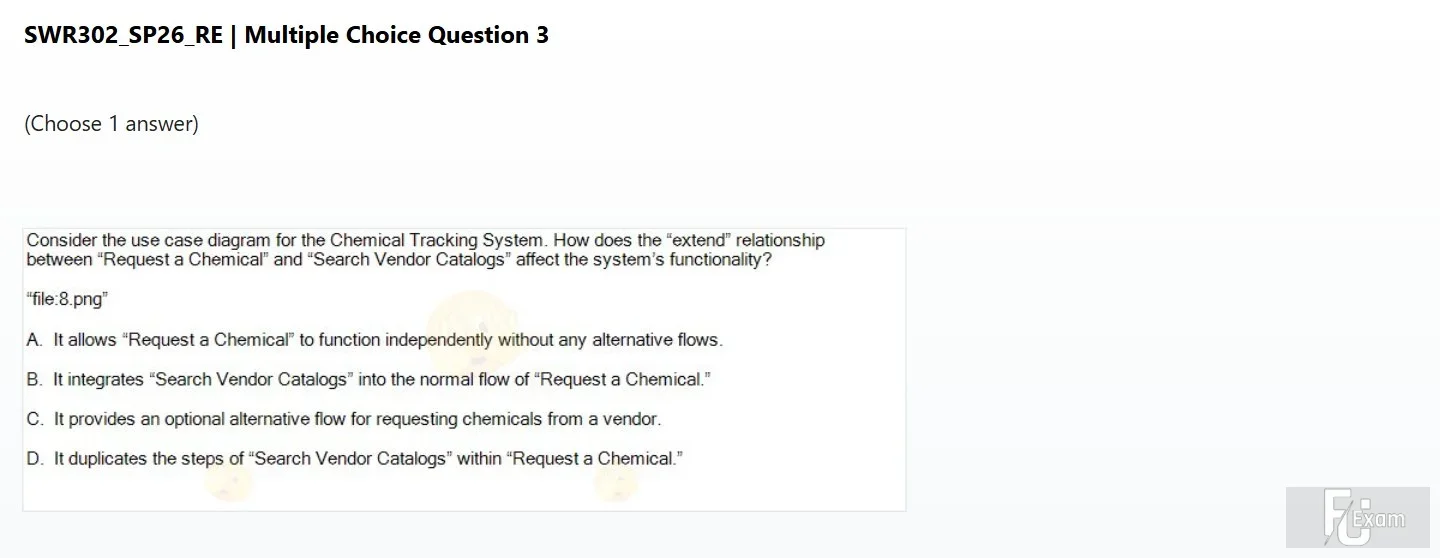 SWR302_SP26_RE | Multiple Choice Question 3
(Choose 1 answer)
Consider the use case diagram for the Chemical Tracking System. How does the “extend” relationship
between “Request a Chemical” and “Search Vendor Catalogs” affect the system's functionality?
“file:8.png”
A. It allows “Request a Chemical” to function independently without any alternative flows.
B. It integrates “Search Vendor Catalogs” into the normal flow of “Request a Chemical.”
C. It provides an optional alternative flow for requesting chemicals from a vendor.
D. It duplicates the steps of “Search Vendor Catalogs” within “Request a Chemical.”
FU Exam